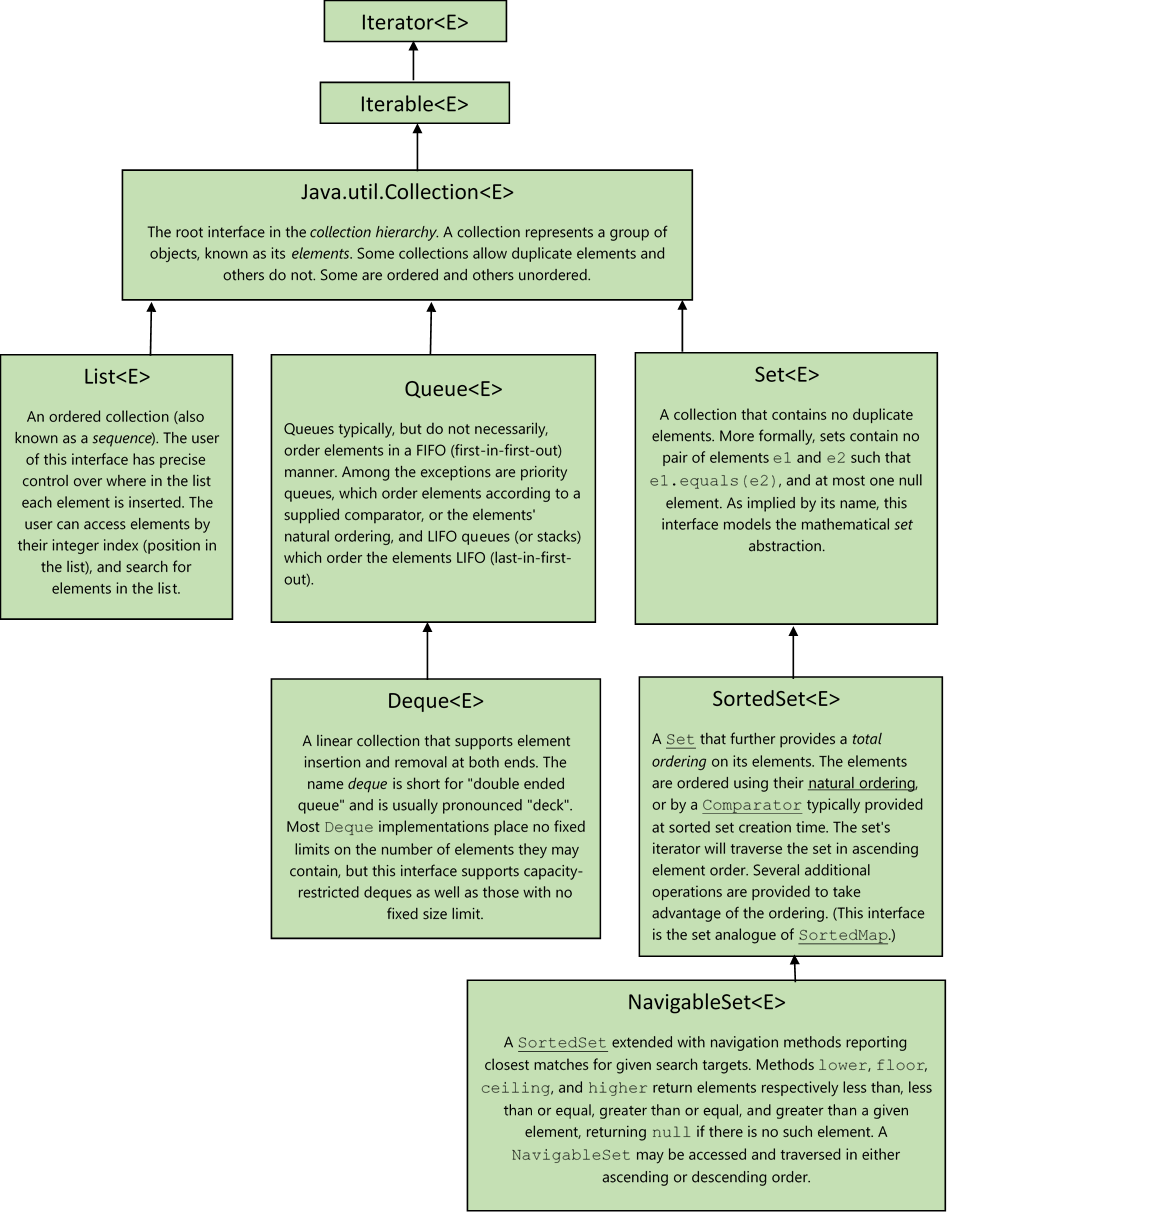 Iterator<E>
Iterable<E>
Java.util.Collection<E>
The root interface in the collection hierarchy. A collection represents a group of
objects, known as its elements. Some collections allow duplicate elements and
others do not. Some are ordered and others unordered.
List<E>
An ordered collection (also
known as a sequence). The user
of this interface has precise
control over where in the list
each element is inserted. The
user can access elements by
their integer index (position in
the list), and search for
elements in the list.
Queue<E>
Queues typically, but do not necessarily,
order elements in a FIFO (first-in-first-out)
manner. Among the exceptions are priority
queues, which order elements according to a
supplied comparator, or the elements'
natural ordering, and LIFO queues (or stacks)
which order the elements LIFO (last-in-first-
out).
Set<E>
A collection that contains no duplicate
elements. More formally, sets contain no
pair of elements e1 and e2 such that
e1.equals(e2), and at most one null
element. As implied by its name, this
interface models the mathematical set
abstraction.
Deque<E>
A linear collection that supports element
insertion and removal at both ends. The
name deque is short for "double ended
queue" and is usually pronounced "deck".
Most Deque implementations place no fixed
limits on the number of elements they may
contain, but this interface supports capacity-
restricted deques as well as those with no
fixed size limit.
SortedSet<E>
A Set that further provides a total
ordering on its elements. The elements
are ordered using their natural ordering,
or by a Comparator typically provided
at sorted set creation time. The set's
iterator will traverse the set in ascending
element order. Several additional
operations are provided to take
advantage of the ordering. (This interface
is the set analogue of SortedMap.)
NavigableSet<E>
A SortedSet extended with navigation methods reporting
closest matches for given search targets. Methods lower, floor,
ceiling, and higher return elements respectively less than, less
than or equal, greater than or equal, and greater than a given
element, returning null if there is no such element. A
NavigableSet may be accessed and traversed in either
ascending or descending order.